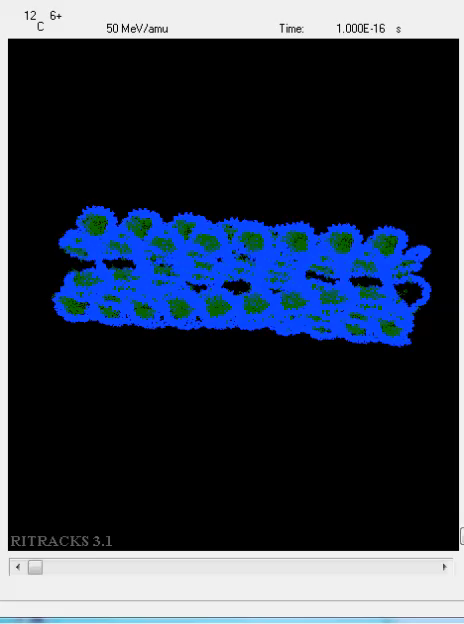 12 6+
C 50 MeV/amu Time: 1.000E-16 s
RITRACKS 3.1